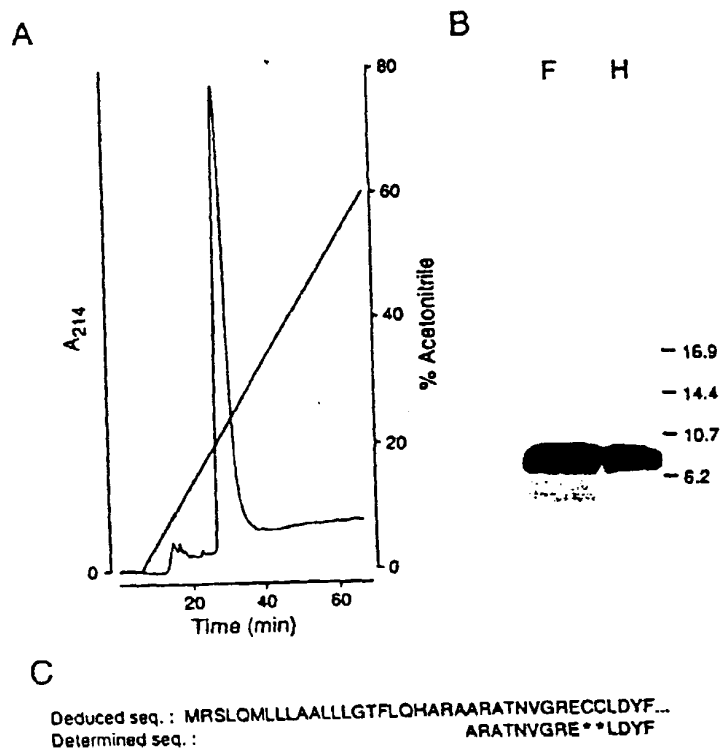 A
B
F H
80
60
40
20
0
A214
% Acetonitrile
0
20 40 60
Time (min)
16.9
14.4
10.7
6.2
C
Deduced seq. : MRSLQMLLLAALLLGTFLQHARAARATNVGRECCLDYF...
Determined seq. : ARATNVGRE**LDYF